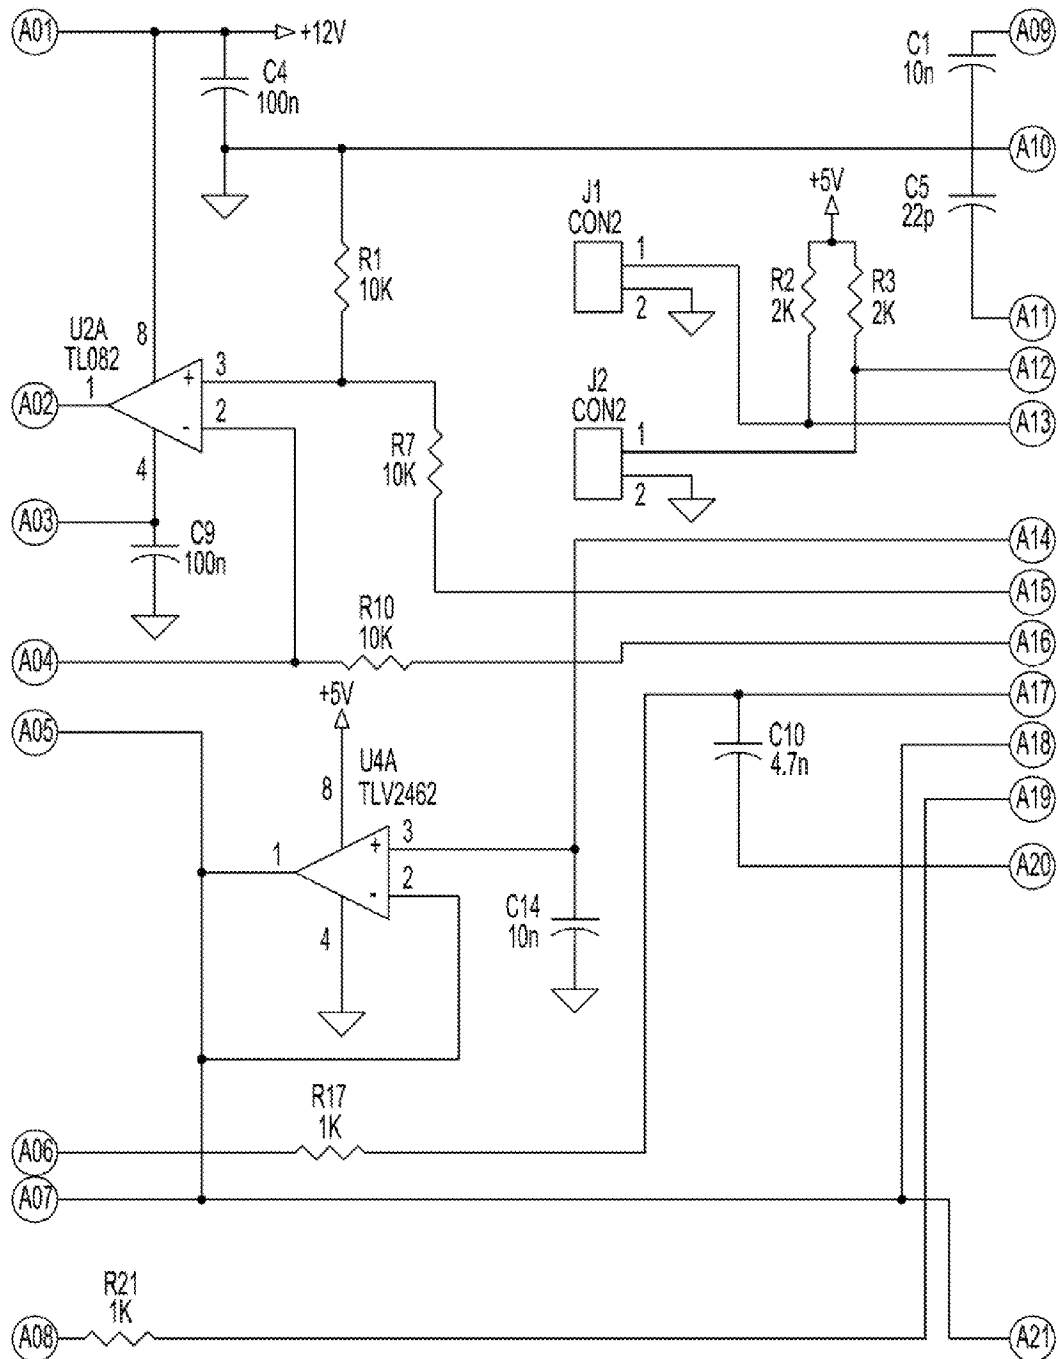 A01
+12V
C4
100n
C1
10n
A09
A10
J1
CON2
1
2
+5V
C5
22p
R1
10K
R2
2K
R3
2K
A11
U2A
TL082
8
1
3
+
2
-
4
A02
A12
J2
CON2
1
2
A13
R7
10K
A03
C9
100n
A14
A15
R10
10K
A04
A16
+5V
A17
A05
U4A
TLV2462
8
C10
4.7n
A18
A19
1
3
+
2
-
4
A20
C14
10n
R17
1K
A06
A07
R21
1K
A08
A21